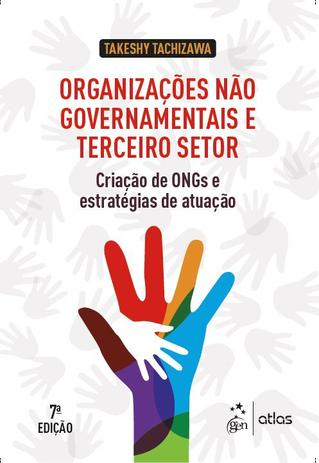 TAKESHY TACHIZAWA
ORGANIZAÇÕES NÃO
GOVERNAMENTAIS E
TERCEIRO SETOR
Criação de ONGs e
estratégias de atuação
7ª
EDIÇÃO
gen
atlas